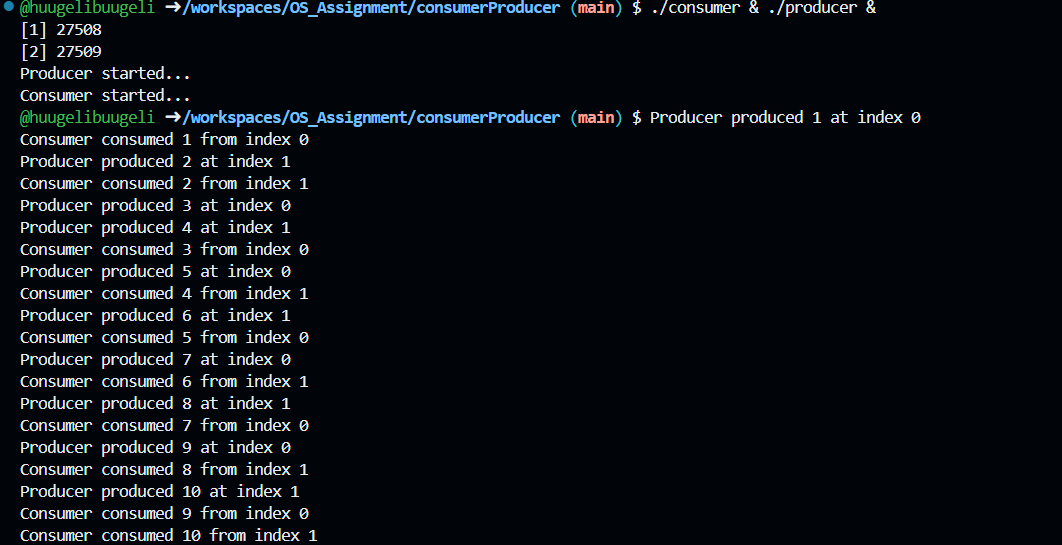 @huugelibuugeli ➜/workspaces/OS_Assignment/consumerProducer (main) $ ./consumer & ./producer &
[1] 27508
[2] 27509
Producer started...
Consumer started...
@huugelibuugeli ➜/workspaces/OS_Assignment/consumerProducer (main) $ Producer produced 1 at index 0
Consumer consumed 1 from index 0
Producer produced 2 at index 1
Consumer consumed 2 from index 1
Producer produced 3 at index 0
Producer produced 4 at index 1
Consumer consumed 3 from index 0
Producer produced 5 at index 0
Consumer consumed 4 from index 1
Producer produced 6 at index 1
Consumer consumed 5 from index 0
Producer produced 7 at index 0
Consumer consumed 6 from index 1
Producer produced 8 at index 1
Consumer consumed 7 from index 0
Producer produced 9 at index 0
Consumer consumed 8 from index 1
Producer produced 10 at index 1
Consumer consumed 9 from index 0
Consumer consumed 10 from index 1